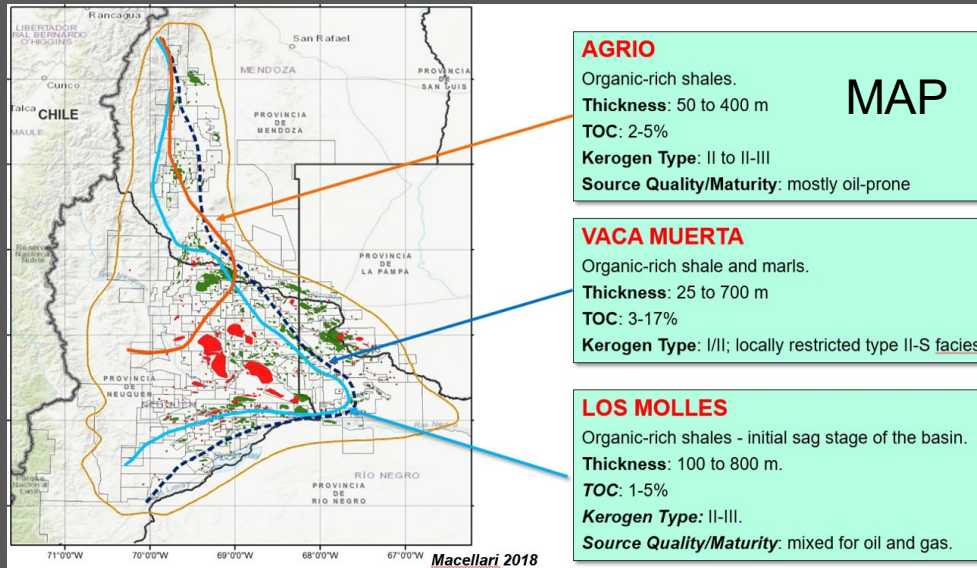 Rancagua
LIBERTADOR
RAL BERNARDO
O'HIGGINS
San Rafael
Curico
MENDOZA
PROVINCIA
DE
SAN LUIS
Talca
CHILE
MAULE
PROVINCIA
DE
MENDOZA
PROVINCIA
DE
LA PAMPA
PROVINCIA
DE
NEUQUEN
Río Negro
RÍO NEGRO
PROVINCIA
DE
RIO NEGRO
71°0'0"W
70°0'0"W
69°0'0"W
68°0'0"W
67°0'0"W
Macellari 2018
MAP
AGRIO
Organic-rich shales.
Thickness: 50 to 400 m
TOC: 2-5%
Kerogen Type: II to II-III
Source Quality/Maturity: mostly oil-prone
VACA MUERTA
Organic-rich shale and marls.
Thickness: 25 to 700 m
TOC: 3-17%
Kerogen Type: I/II; locally restricted type II-S facies
LOS MOLLES
Organic-rich shales - initial sag stage of the basin.
Thickness: 100 to 800 m.
TOC: 1-5%
Kerogen Type: II-III.
Source Quality/Maturity: mixed for oil and gas.